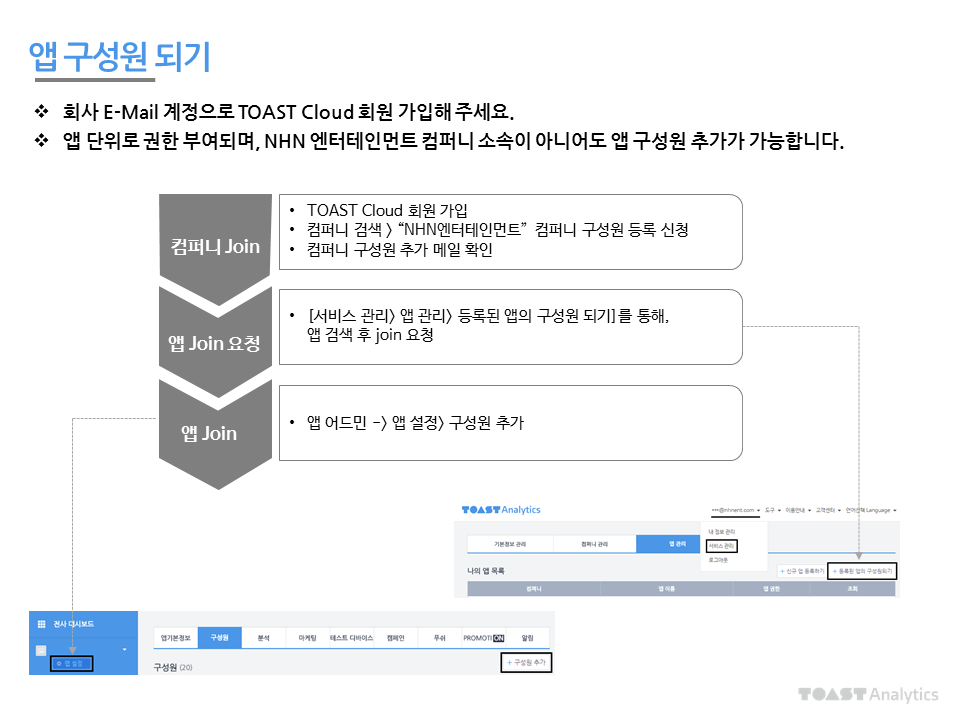 앱 구성원 되기
❖ 회사 E-Mail 계정으로 TOAST Cloud 회원 가입해 주세요.
❖ 앱 단위로 권한 부여되며, NHN 엔터테인먼트 컴퍼니 소속이 아니어도 앱 구성원 추가가 가능합니다.
컴퍼니 Join
• TOAST Cloud 회원 가입
• 컴퍼니 검색 > “NHN엔터테인먼트” 컴퍼니 구성원 등록 신청
• 컴퍼니 구성원 추가 메일 확인
앱 Join 요청
• [서비스 관리> 앱 관리> 등록된 앱의 구성원 되기]를 통해,
앱 검색 후 join 요청
앱 Join
• 앱 어드민 -> 앱 설정> 구성원 추가
TOAST Analytics
***@nhnent.com 도구 이용안내 고객센터 언어선택 Language
내 정보 관리
서비스 관리
로그아웃
기본정보 관리 컴퍼니 관리 앱 관리
나의 앱 목록
+ 신규 앱 등록하기 + 등록된 앱의 구성원되기
컴퍼니 앱 이름 앱 권한 조회
전사 대시보드
앱 설정
앱기본정보 구성원 분석 마케팅 테스트 디바이스 캠페인 푸쉬 PROMOTION 알림
구성원 (20)
+ 구성원 추가
TOAST Analytics